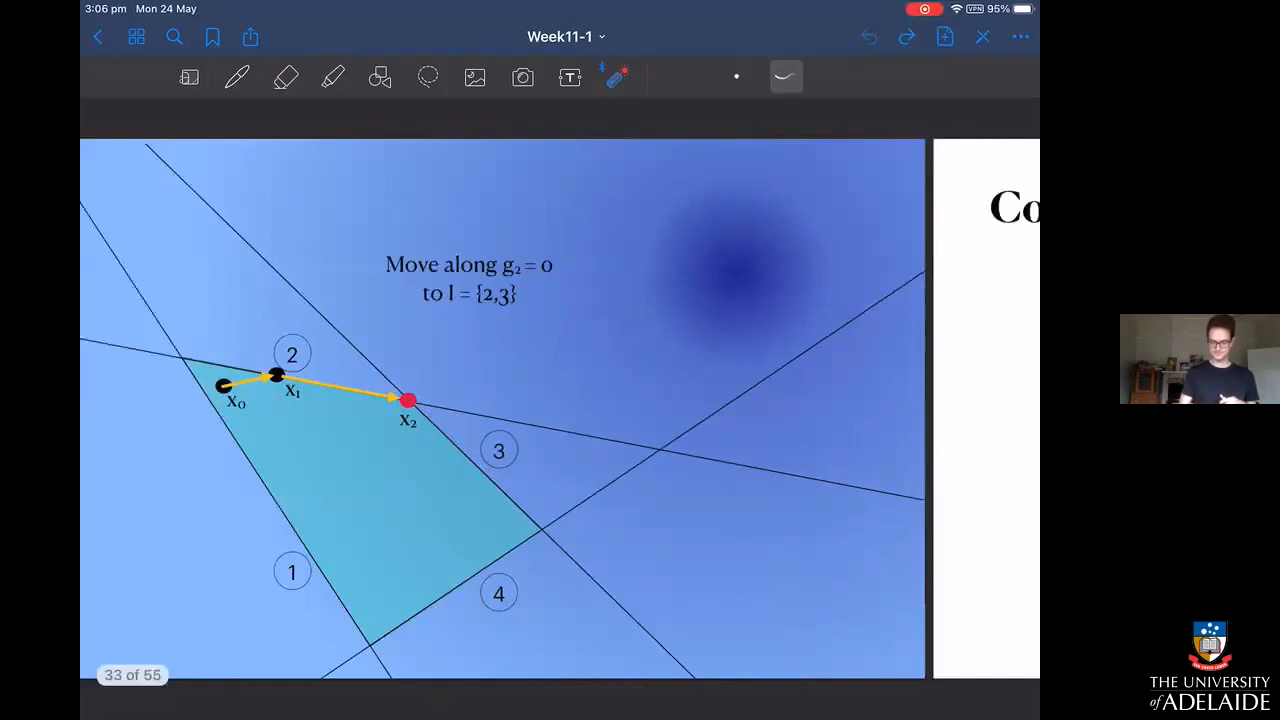 3:06 pm Mon 24 May
VPN 95%
Week11-1
T
Co
Move along g₂ = 0
to I = {2,3}
2
x₀
x₁
x₂
3
1
4
33 of 55
THE UNIVERSITY
of ADELAIDE